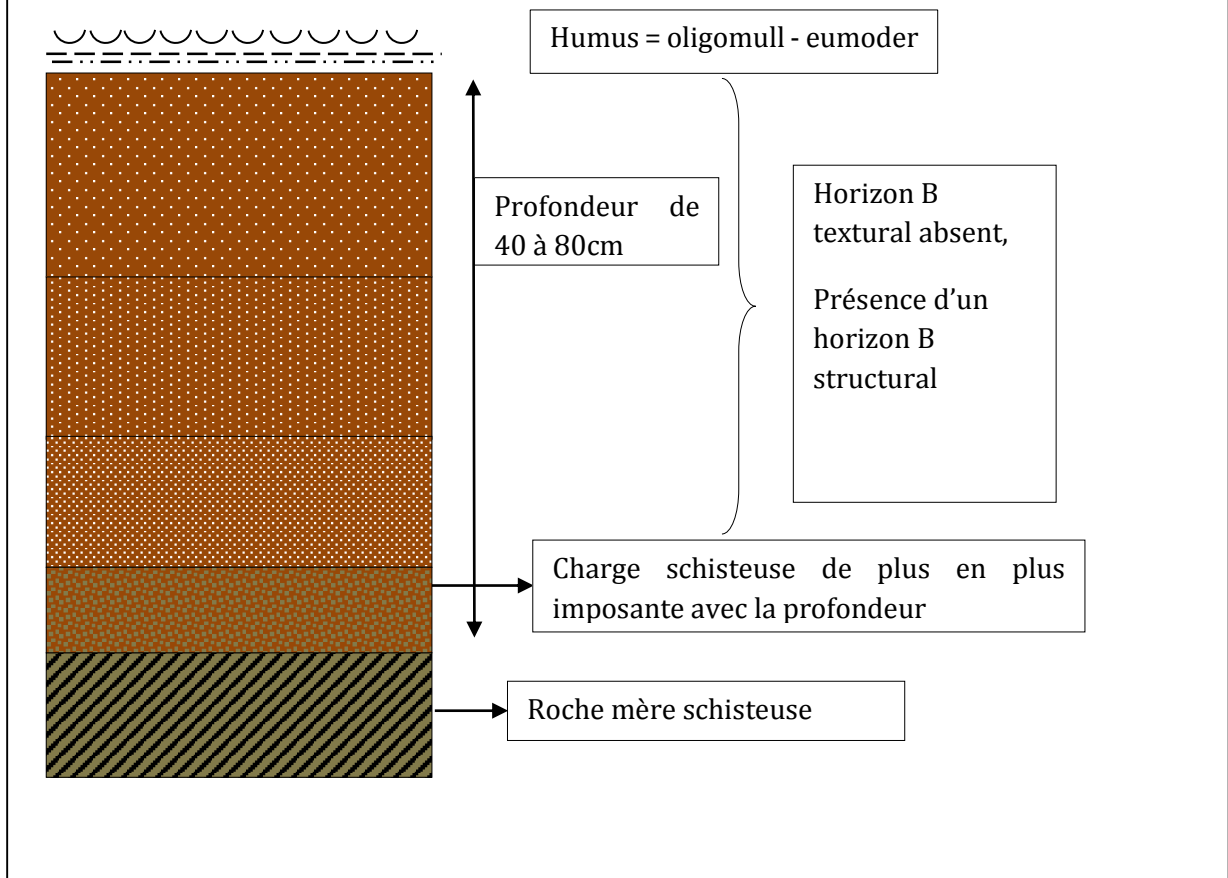 Humus = oligomull - eumoder
Profondeur de
40 à 80cm
Horizon B
textural absent,
Présence d’un
horizon B
structural
Charge schisteuse de plus en plus
imposante avec la profondeur
Roche mère schisteuse